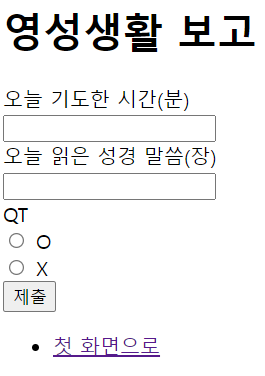 영성생활 보고
오늘 기도한 시간(분)
오늘 읽은 성경 말씀(장)
QT
O
X
제출
첫 화면으로